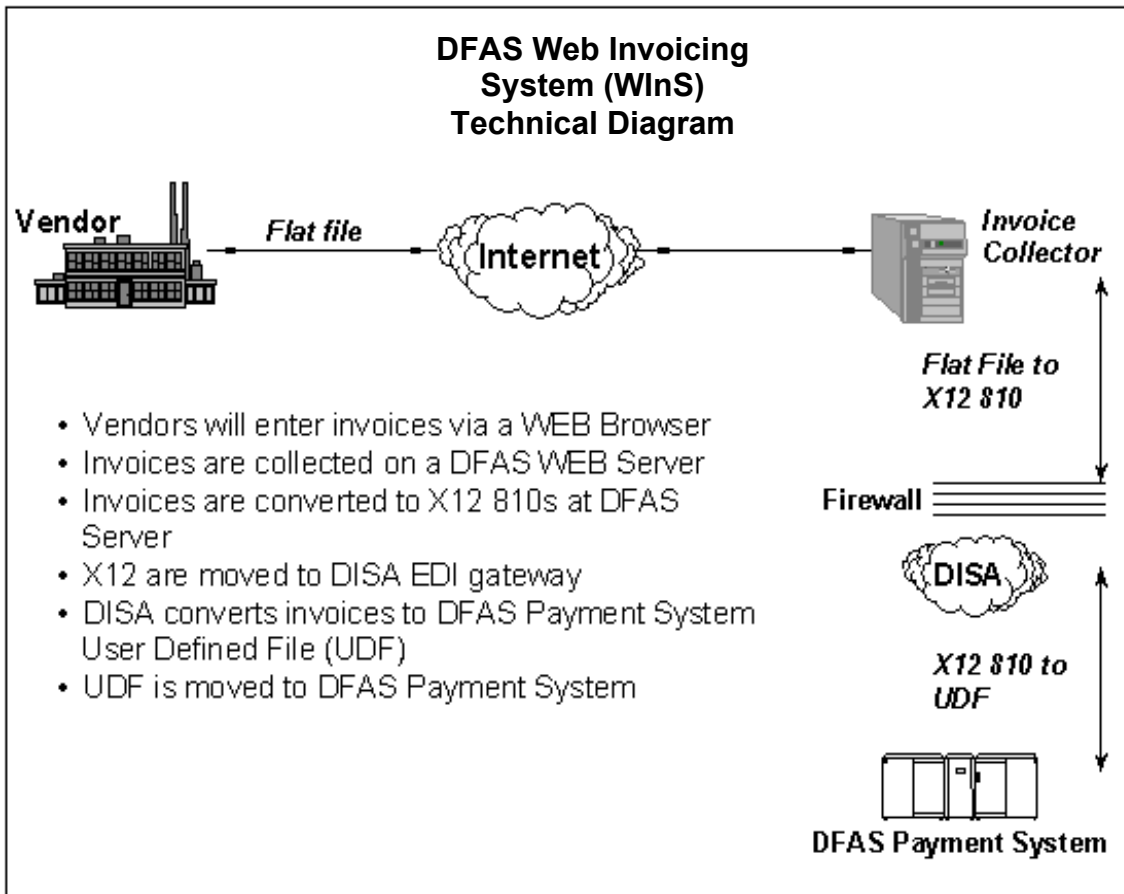 DFAS Web Invoicing
System (WInS)
Technical Diagram
Vendor
Flat file
Internet
Invoice
Collector
Flat File to
X12 810
• Vendors will enter invoices via a WEB Browser
• Invoices are collected on a DFAS WEB Server
• Invoices are converted to X12 810s at DFAS
Server
• X12 are moved to DISA EDI gateway
• DISA converts invoices to DFAS Payment System
User Defined File (UDF)
• UDF is moved to DFAS Payment System
Firewall
DISA
X12 810 to
UDF
DFAS Payment System